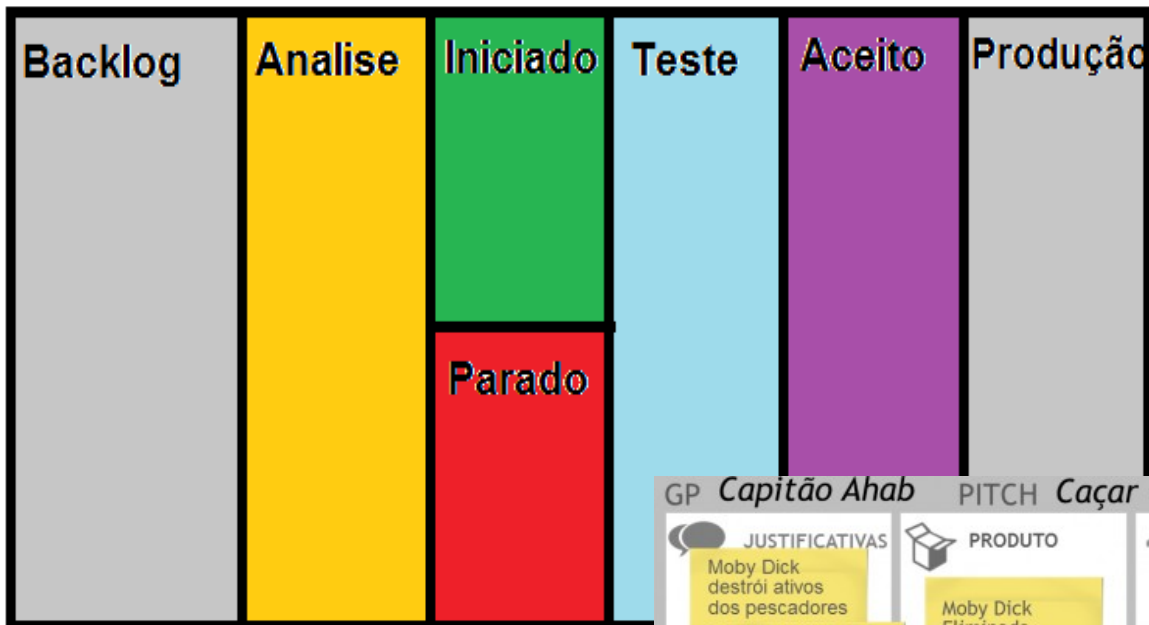 Backlog
Analise
Iniciado
Teste
Aceito
Produção
Parado
GP Capitão Ahab PITCH Caçar
JUSTIFICATIVAS
PRODUTO
Moby Dick
destrói ativos
dos pescadores
Moby Dick